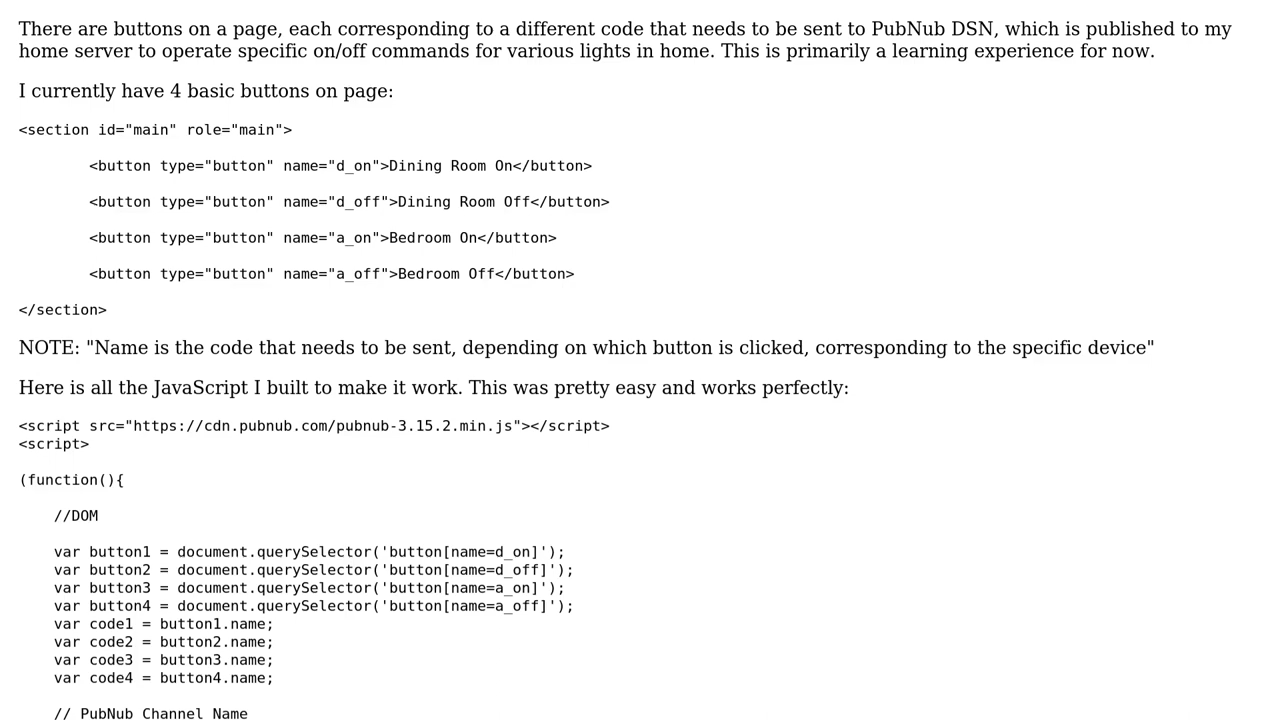 There are buttons on a page, each corresponding to a different code that needs to be sent to PubNub DSN, which is published to my
home server to operate specific on/off commands for various lights in home. This is primarily a learning experience for now.
I currently have 4 basic buttons on page:
<section id="main" role="main">
<button type="button" name="d_on">Dining Room On</button>
<button type="button" name="d_off">Dining Room Off</button>
<button type="button" name="a_on">Bedroom On</button>
<button type="button" name="a_off">Bedroom Off</button>
</section>
NOTE: "Name is the code that needs to be sent, depending on which button is clicked, corresponding to the specific device"
Here is all the JavaScript I built to make it work. This was pretty easy and works perfectly:
<script src="https://cdn.pubnub.com/pubnub-3.15.2.min.js"></script>
<script>
(function(){
//DOM
var button1 = document.querySelector('button[name=d_on]');
var button2 = document.querySelector('button[name=d_off]');
var button3 = document.querySelector('button[name=a_on]');
var button4 = document.querySelector('button[name=a_off]');
var code1 = button1.name;
var code2 = button2.name;
var code3 = button3.name;
var code4 = button4.name;
// PubNub Channel Name